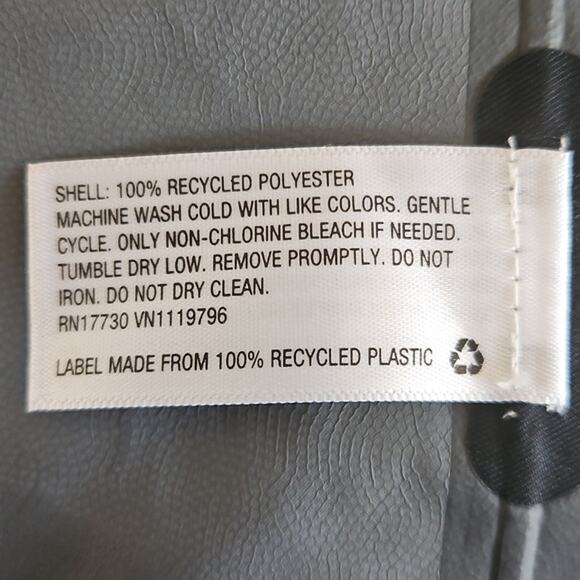 SHELL: 100% RECYCLED POLYESTER
MACHINE WASH COLD WITH LIKE COLORS. GENTLE
CYCLE. ONLY NON-CHLORINE BLEACH IF NEEDED.
TUMBLE DRY LOW. REMOVE PROMPTLY. DO NOT
IRON. DO NOT DRY CLEAN.
RN17730 VN1119796
LABEL MADE FROM 100% RECYCLED PLASTIC